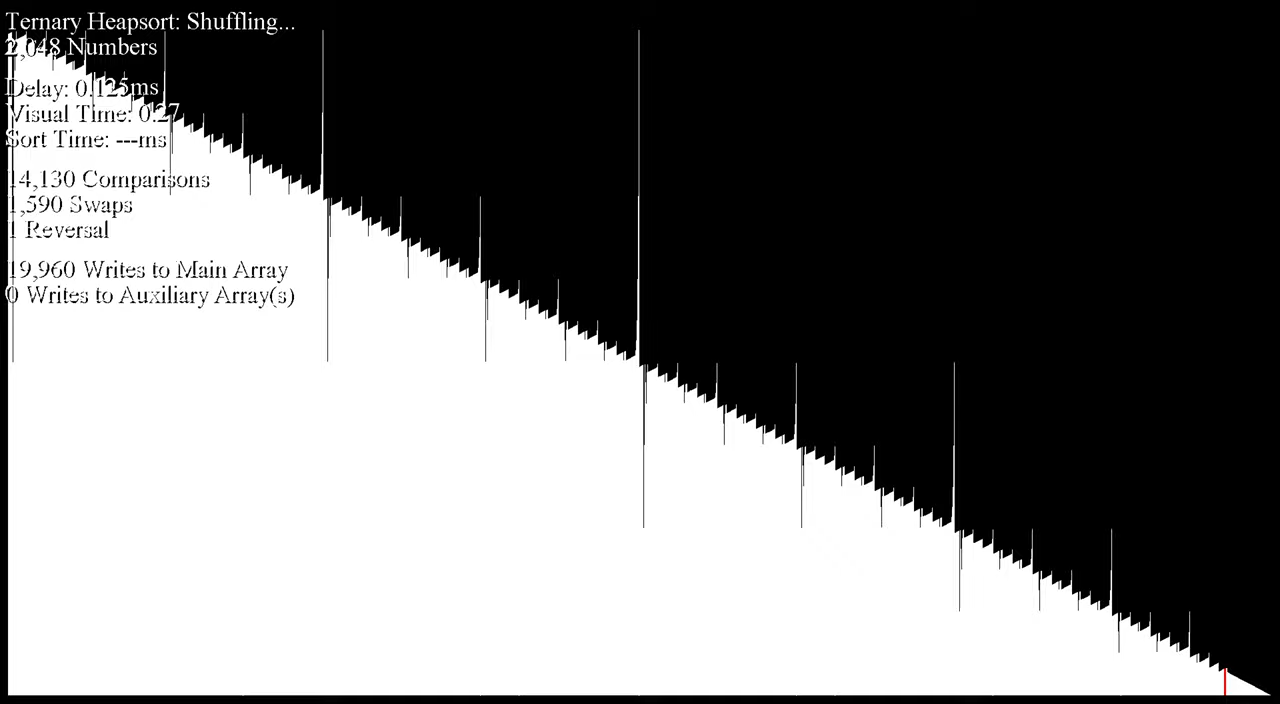 Ternary Heapsort: Shuffling...
2,048 Numbers
Delay: 0.125ms
Visual Time: 0:27
Sort Time: ---ms
14,130 Comparisons
1,590 Swaps
1 Reversal
19,960 Writes to Main Array
0 Writes to Auxiliary Array(s)